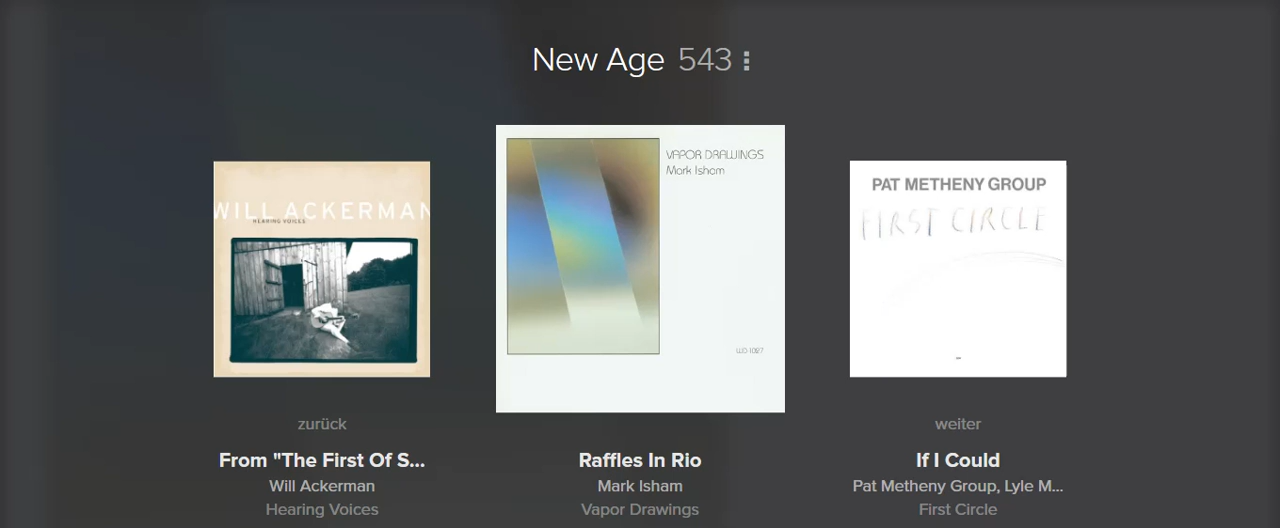 New Age 543
WILL ACKERMAN
HEARING VOICES
VAPOR DRAWINGS
Mark Isham
WD-1027
PAT METHENY GROUP
FIRST CIRCLE
zurück
From "The First Of S...
Will Ackerman
Hearing Voices
Raffles In Rio
Mark Isham
Vapor Drawings
weiter
If I Could
Pat Metheny Group, Lyle M...
First Circle